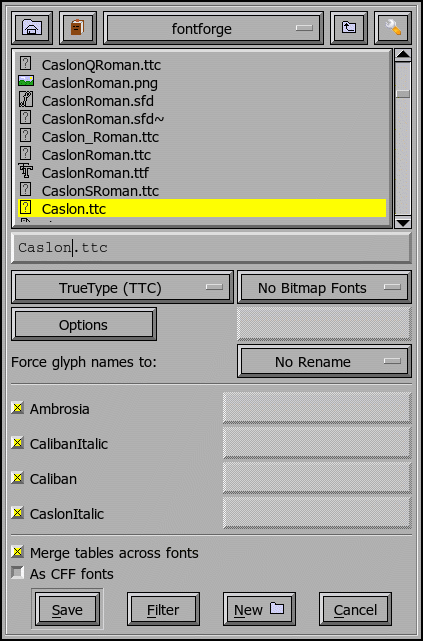 fontforge
CaslonQRoman.ttc
CaslonRoman.png
CaslonRoman.sfd
CaslonRoman.sfd~
Caslon_Roman.ttc
CaslonRoman.ttc
CaslonRoman.ttf
CaslonSRoman.ttc
Caslon.ttc
Caslon.ttc
TrueType (TTC) No Bitmap Fonts
Options
Force glyph names to: No Rename
Ambrosia
CalibanItalic
Caliban
CaslonItalic
Merge tables across fonts
As CFF fonts
Save Filter New Cancel